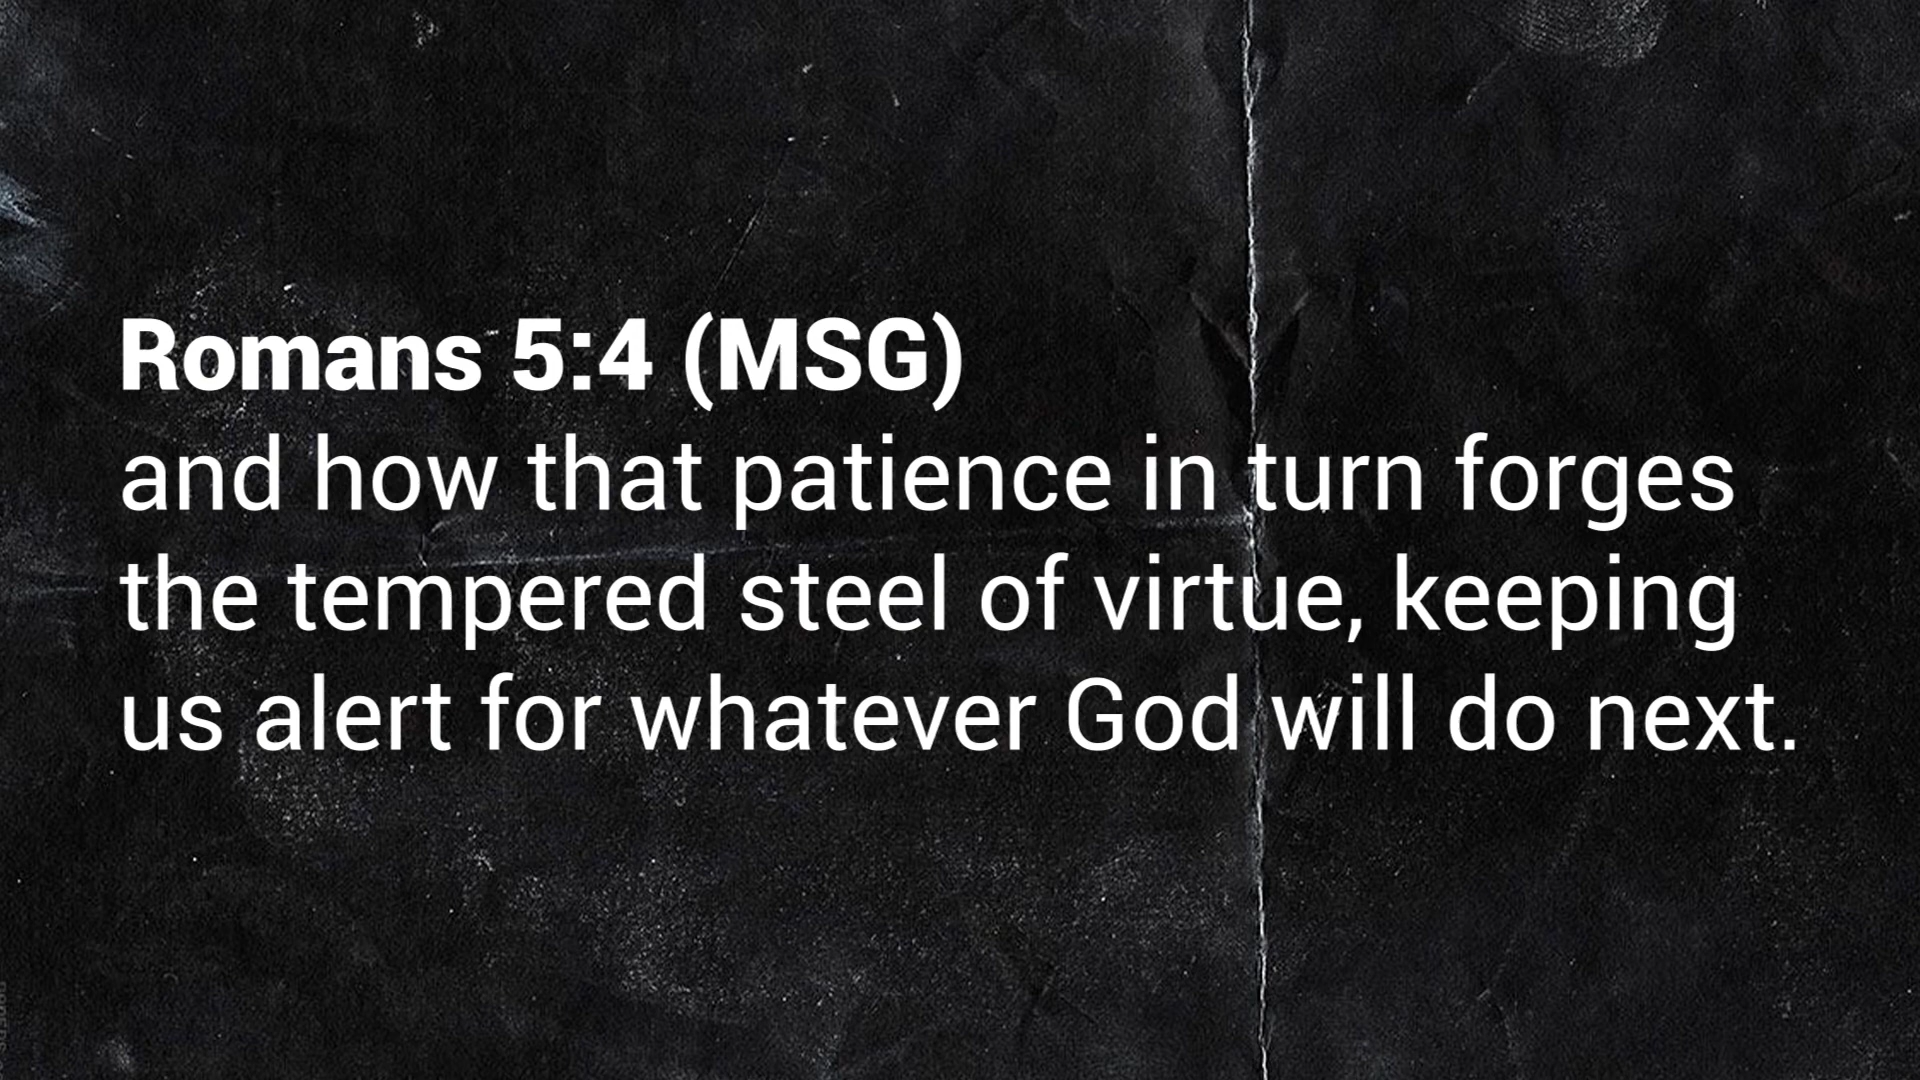 Romans 5:4 (MSG)
and how that patience in turn forges
the tempered steel of virtue, keeping
us alert for whatever God will do next.